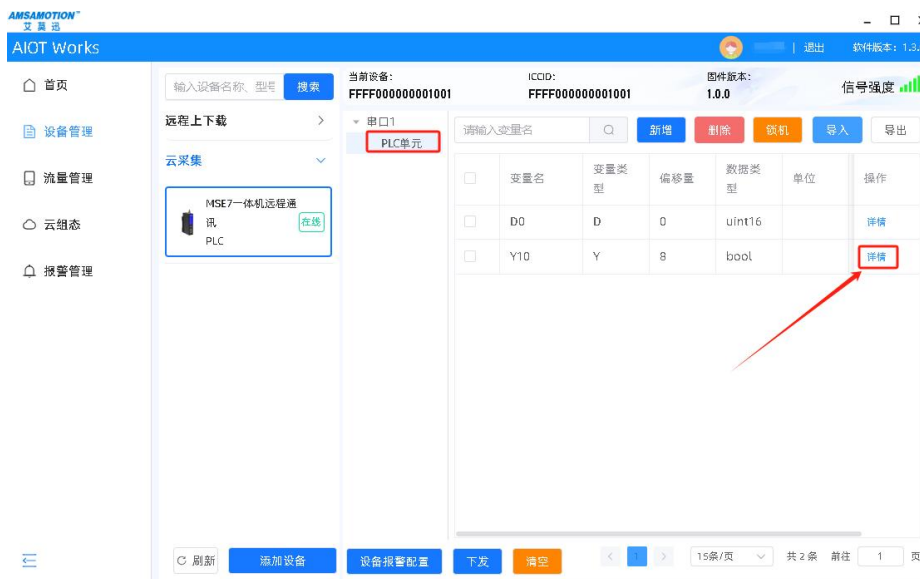 AMSAMOTION™
艾莫迅
AIOT Works
退出
软件版本: 1.3.
首页
设备管理
流量管理
云组态
报警管理
输入设备名称、型号
搜索
远程上下载
云采集
MSE7一体机远程通
讯
PLC
在线
刷新
添加设备
当前设备:
FFFF000000001001
ICCID:
FFFF000000001001
固件版本:
1.0.0
信号强度
串口1
PLC单元
请输入变量名
新增
删除
锁机
导入
导出
变量名
变量类
型
偏移量
数据类
型
单位
操作
D0
D
0
uint16
详情
Y10
Y
8
bool
详情
设备报警配置
下发
清空
1
15条/页
共 2 条
前往
1
页